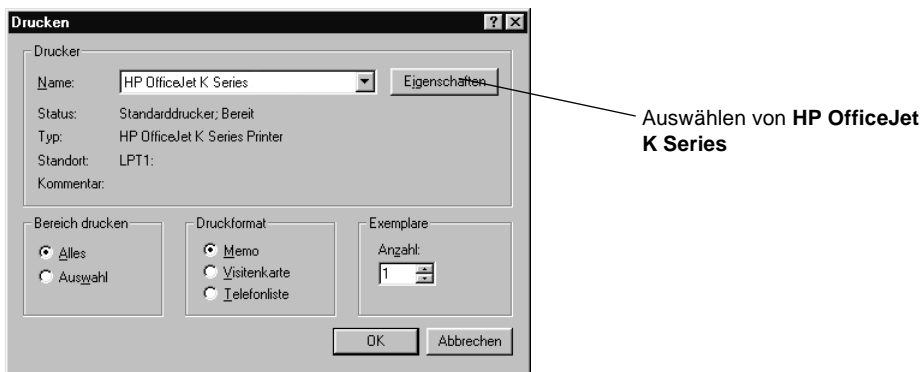 Drucken
Drucker
Name: HP OfficeJet K Series Eigenschaften
Status: Standarddrucker; Bereit
Typ: HP OfficeJet K Series Printer
Standort: LPT1:
Kommentar:
Auswählen von HP OfficeJet
K Series
Bereich drucken
Alles
Auswahl
Druckformat
Memo
Visitenkarte
Telefonliste
Exemplare
Anzahl:
1
OK Abbrechen